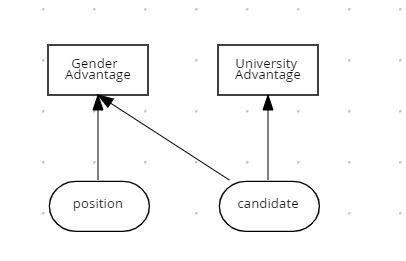 Gender
Advantage
University
Advantage
position
candidate